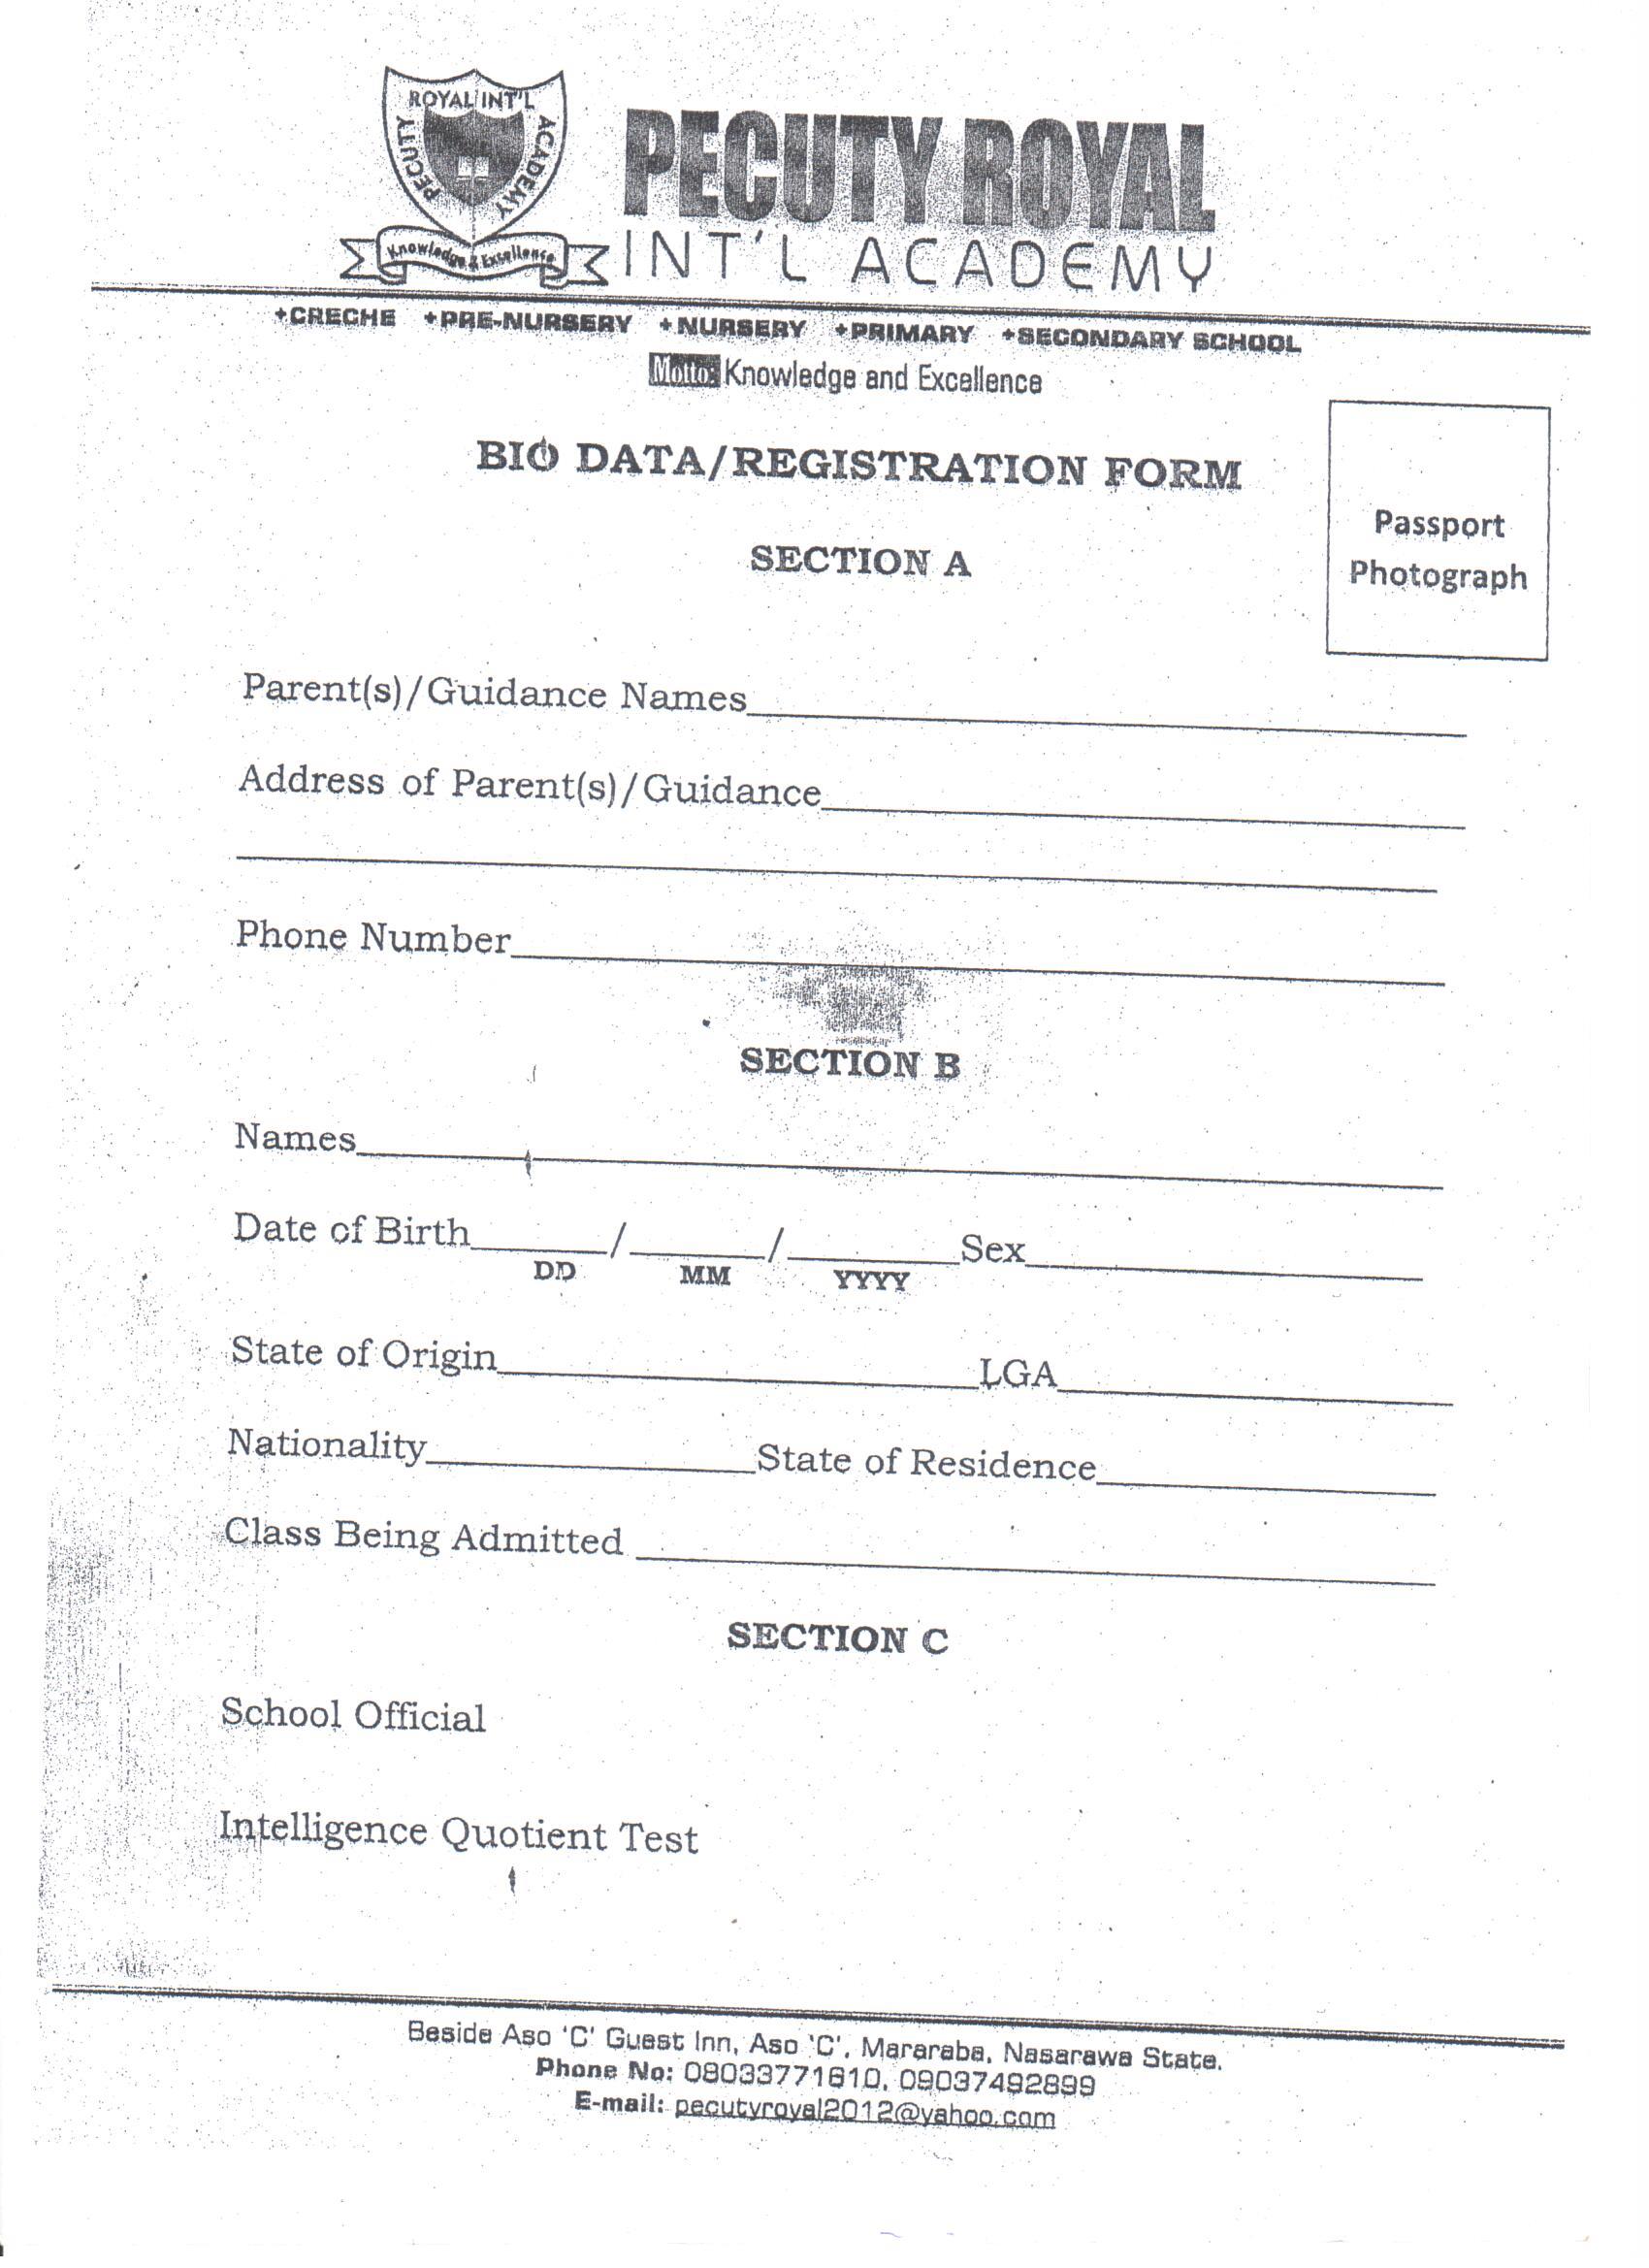 ROYAL INT'L
PECUTY
ACADEMY
Knowledge & Excellence
PECUTY ROYAL
INT'L ACADEMY
+CRECHE +PRE-NURSERY +NURSERY +PRIMARY +SECONDARY SCHOOL
Motto: Knowledge and Excellence
BIO DATA/REGISTRATION FORM
Passport
Photograph
SECTION A
Parent(s)/Guidance Names
Address of Parent(s)/Guidance
Phone Number
SECTION B
Names
Date of Birth / / Sex
DD MM YYYY
State of Origin LGA
Nationality State of Residence
Class Being Admitted
SECTION C
School Official
Intelligence Quotient Test
Beside Aso 'C' Guest Inn, Aso 'C', Mararaba, Nasarawa State.
Phone No: 08033771610, 09037492899
E-mail: pecutyroyal2012@yahoo.com